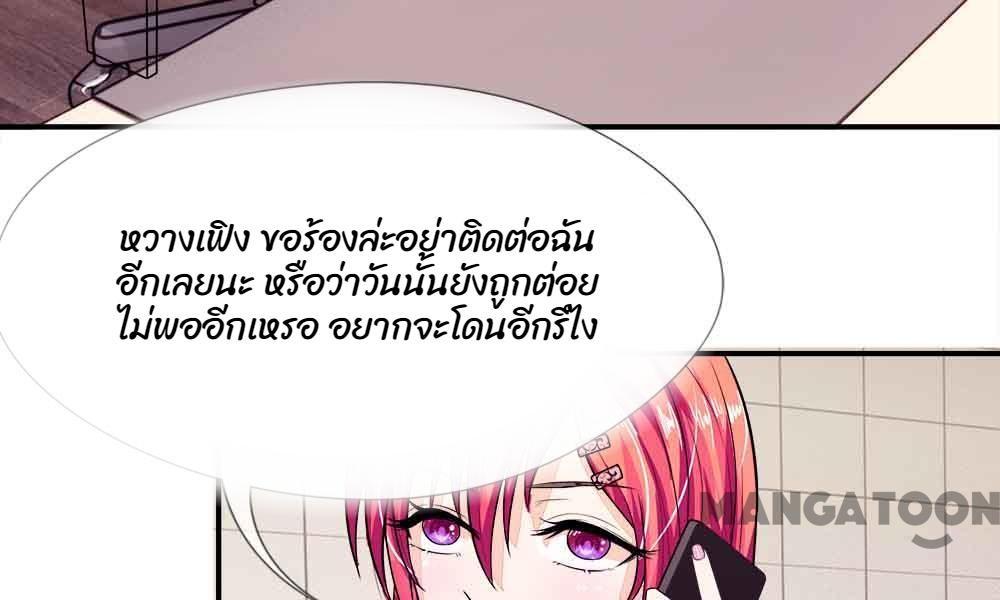 หวางเฟิง ขอร้องล่ะอย่าติดต่อฉัน
อีกเลยนะ หรือว่าวันนั้นยังถูกต่อย
ไม่พออีกเหรอ อยากจะโดนอีกรึไง
MANGATOON